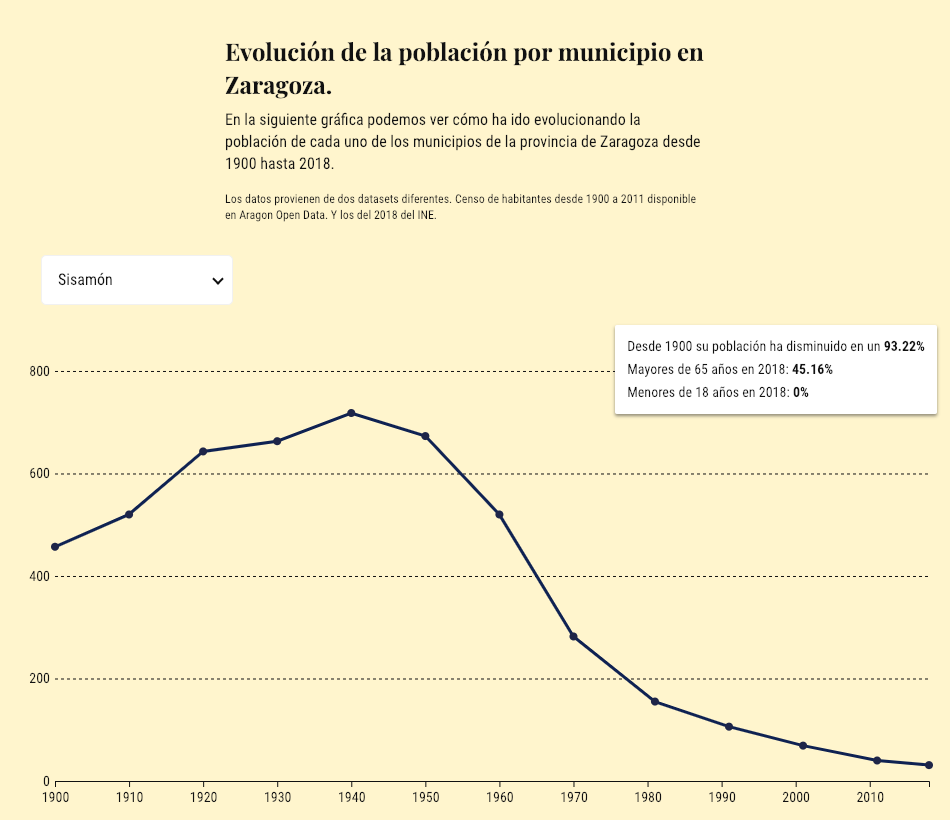 Evolución de la población por municipio en
Zaragoza.
En la siguiente gráfica podemos ver cómo ha ido evolucionando la
población de cada uno de los municipios de la provincia de Zaragoza desde
1900 hasta 2018.
Los datos provienen de dos datasets diferentes. Censo de habitantes desde 1900 a 2011 disponible
en Aragon Open Data. Y los del 2018 del INE.
Sisamón
Desde 1900 su población ha disminuido en un 93.22%
Mayores de 65 años en 2018: 45.16%
Menores de 18 años en 2018: 0%
800
600
400
200
0
1900 1910 1920 1930 1940 1950 1960 1970 1980 1990 2000 2010